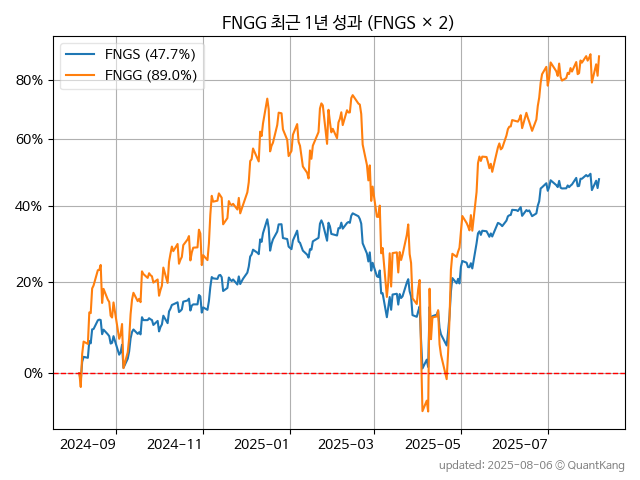 FNGG 최근 1년 성과 (FNGS × 2)
FNGS (47.7%)
FNGG (89.0%)
80%
60%
40%
20%
0%
2024-09 2024-11 2025-01 2025-03 2025-05 2025-07
updated: 2025-08-06 © QuantKang